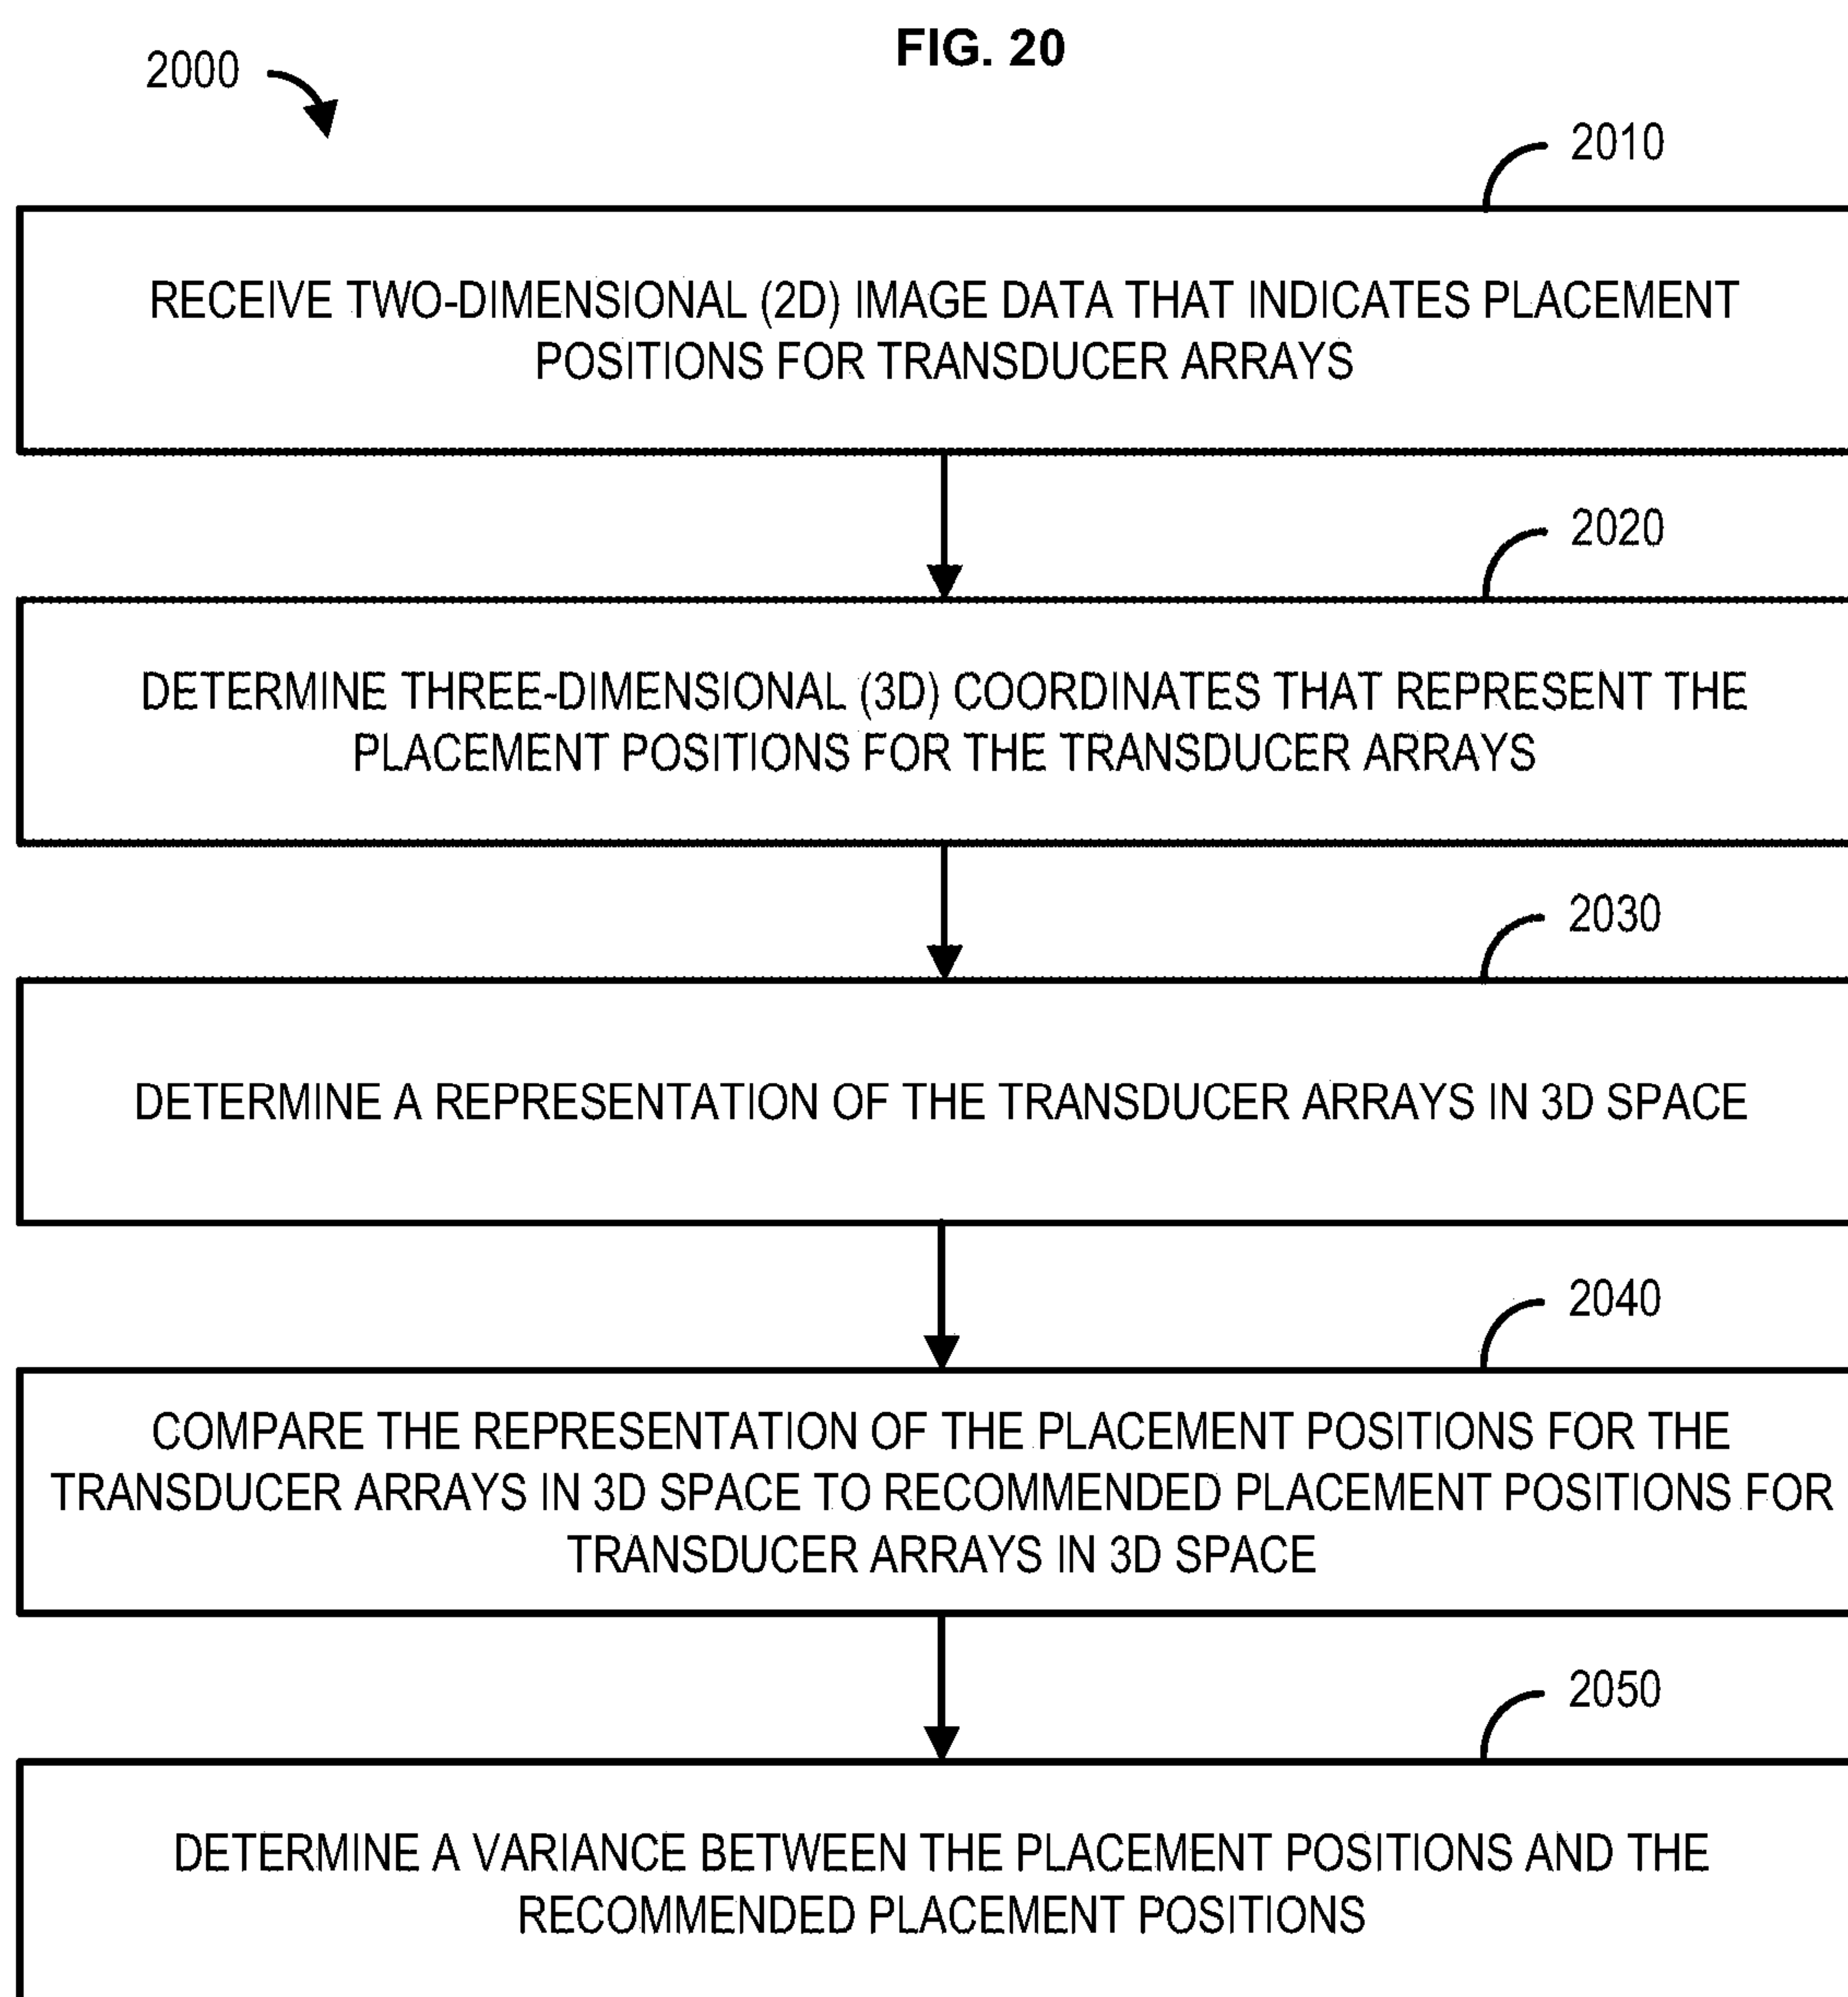 FIG. 20
2000
2010
RECEIVE TWO-DIMENSIONAL (2D) IMAGE DATA THAT INDICATES PLACEMENT
POSITIONS FOR TRANSDUCER ARRAYS
2020
DETERMINE THREE-DIMENSIONAL (3D) COORDINATES THAT REPRESENT THE
PLACEMENT POSITIONS FOR THE TRANSDUCER ARRAYS
2030
DETERMINE A REPRESENTATION OF THE TRANSDUCER ARRAYS IN 3D SPACE
2040
COMPARE THE REPRESENTATION OF THE PLACEMENT POSITIONS FOR THE
TRANSDUCER ARRAYS IN 3D SPACE TO RECOMMENDED PLACEMENT POSITIONS FOR
TRANSDUCER ARRAYS IN 3D SPACE
2050
DETERMINE A VARIANCE BETWEEN THE PLACEMENT POSITIONS AND THE
RECOMMENDED PLACEMENT POSITIONS